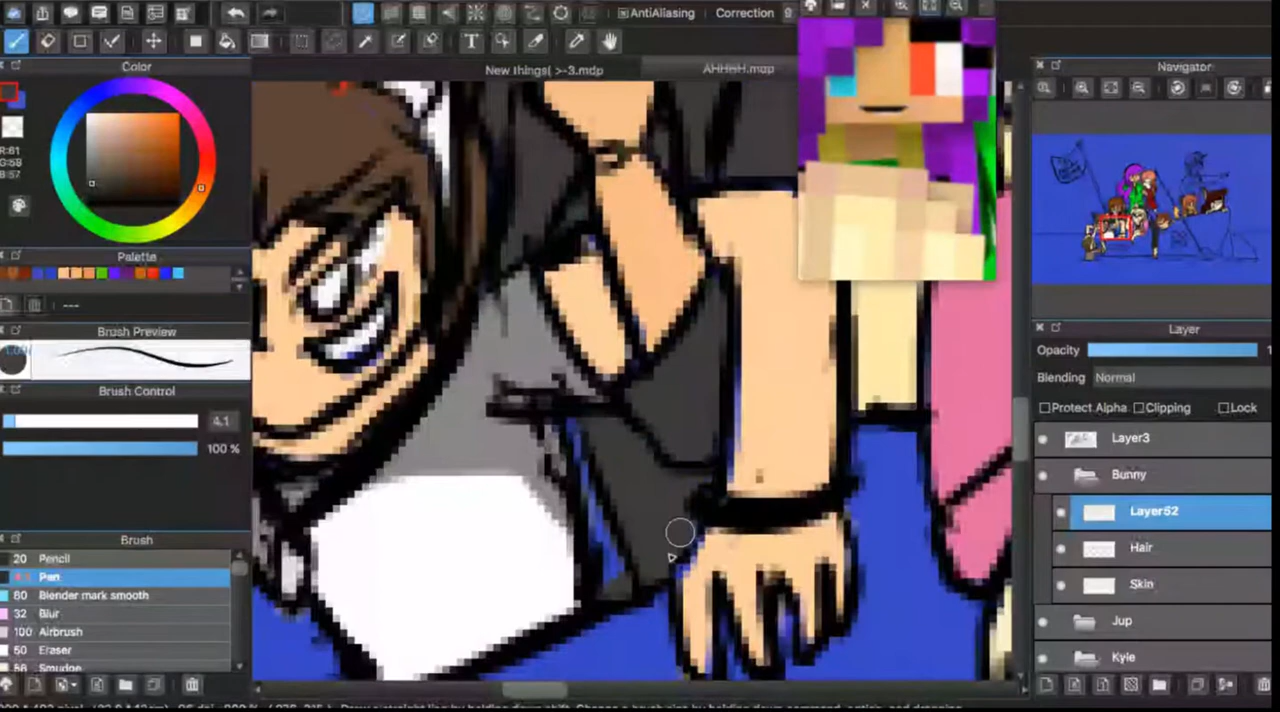 AntiAliasing
Correction
New things( >-3.mdp
AHHnH.mdp
Color
Navigator
R:61
G:58
B:57
Palette
---
Brush Preview
Layer
Opacity
Brush Control
Blending Normal
4.1
Protect Alpha Clipping Lock
100 %
Layer3
Bunny
Layer52
Brush
20 Pencil
Hair
Pen
80 Blender mark smooth
Skin
32 Blur
100 Airbrush
Jup
50 Eraser
Kyle
Smudge